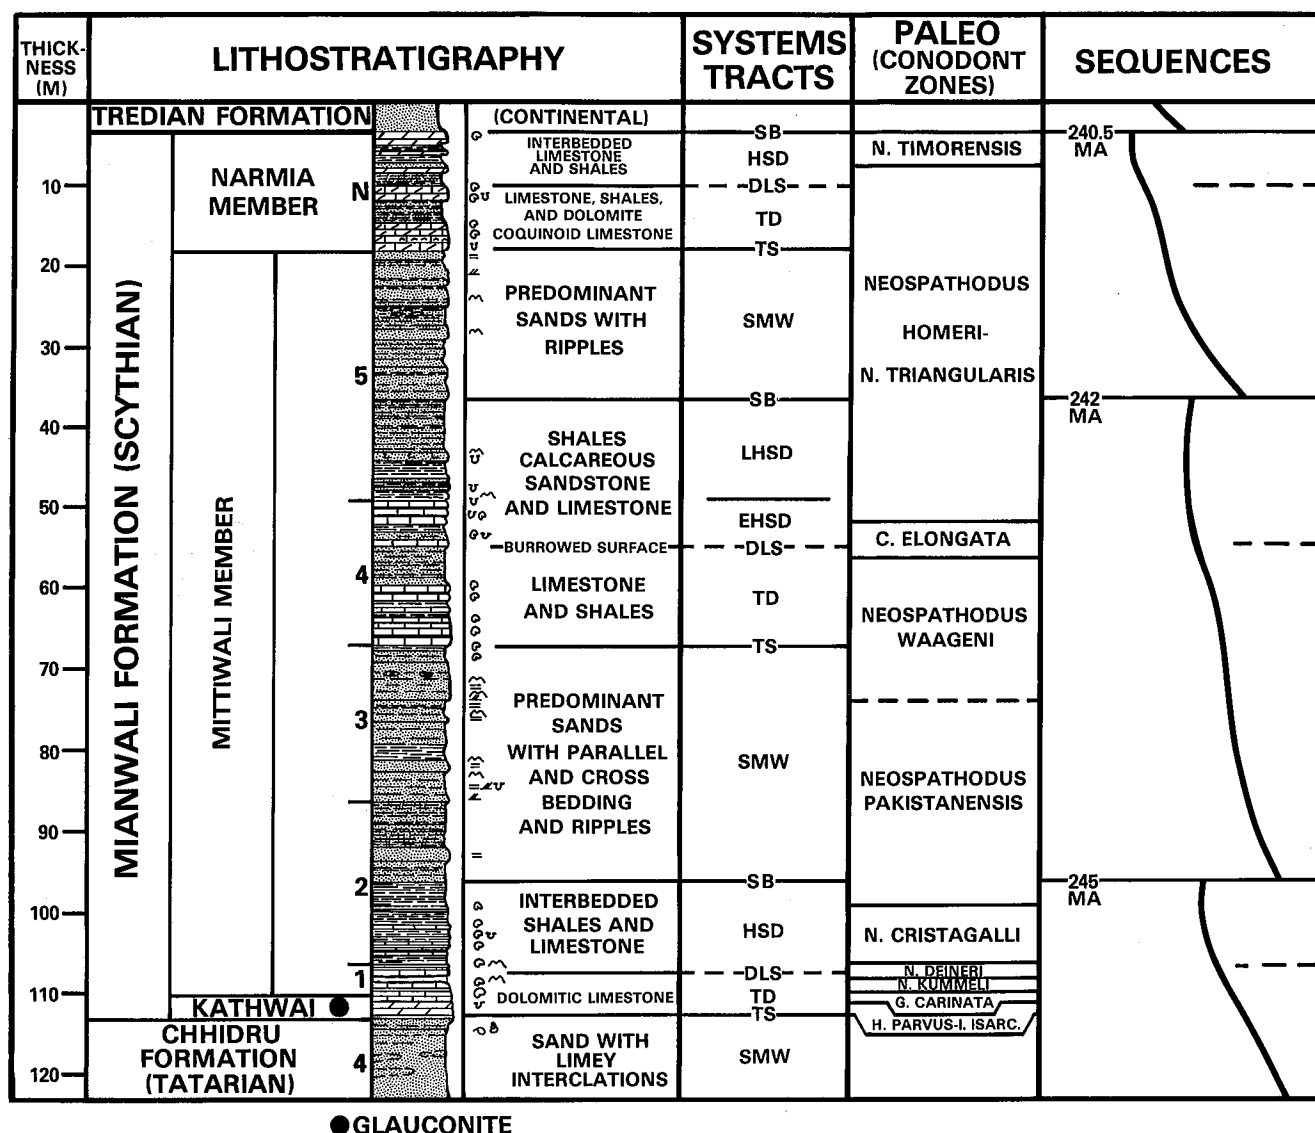 THICK-
NESS
(M)
LITHOSTRATIGRAPHY
SYSTEMS
TRACTS
PALEO
(CONODONT
ZONES)
SEQUENCES
10
20
30
40
50
60
70
80
90
100
110
120
TREDIAN FORMATION
MIANWALI FORMATION (SCYTHIAN)
NARMIA
MEMBER
N
MITTIWALI MEMBER
5
4
3
2
1
KATHWAI
CHHIDRU
FORMATION
(TATARIAN)
4
(CONTINENTAL)
INTERBEDDED
LIMESTONE
AND SHALES
LIMESTONE, SHALES,
AND DOLOMITE
COQUINOID LIMESTONE
PREDOMINANT
SANDS WITH
RIPPLES
SHALES
CALCAREOUS
SANDSTONE
AND LIMESTONE
BURROWED SURFACE
LIMESTONE
AND SHALES
PREDOMINANT
SANDS
WITH PARALLEL
AND CROSS
BEDDING
AND RIPPLES
INTERBEDDED
SHALES AND
LIMESTONE
DOLOMITIC LIMESTONE
SAND WITH
LIMEY
INTERCLATIONS
SB
HSD
DLS
TD
TS
SMW
SB
LHSD
EHSD
DLS
TD
TS
SMW
SB
HSD
DLS
TD
TS
SMW
N. TIMORENSIS
NEOSPATHODUS
HOMERI-
N. TRIANGULARIS
C. ELONGATA
NEOSPATHODUS
WAAGENI
NEOSPATHODUS
PAKISTANENSIS
N. CRISTAGALLI
N. DEINERI
N. KUMMELI
G. CARINATA
H. PARVUS-I. ISARC.
240.5
MA
242
MA
245
MA
GLAUCONITE